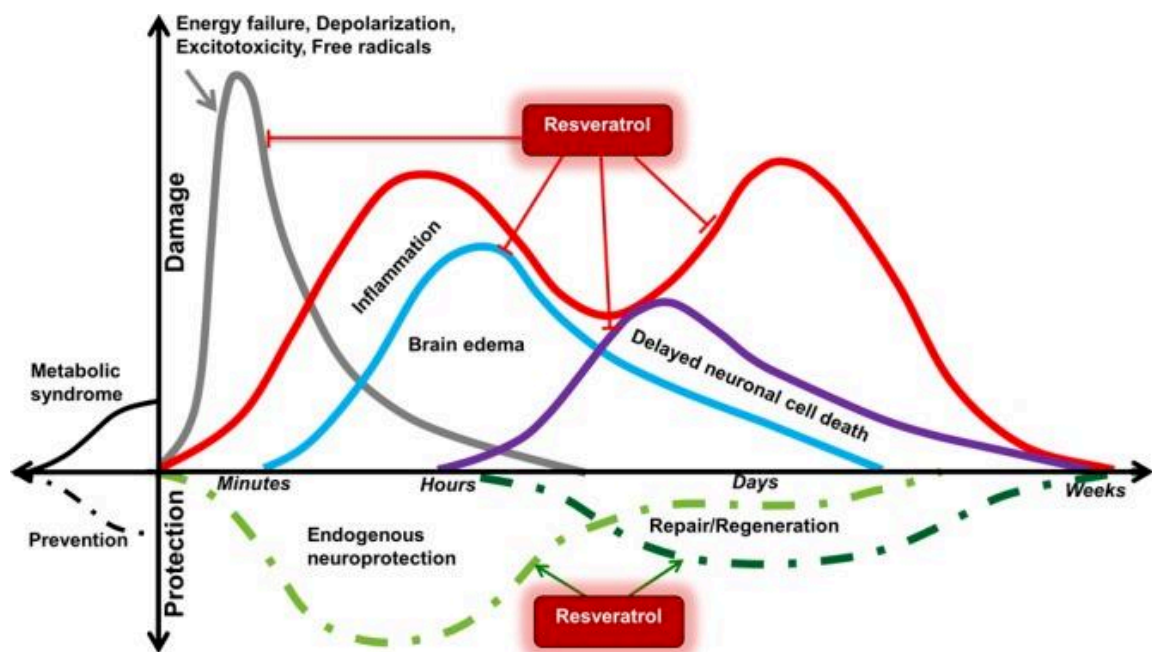 Energy failure, Depolarization,
Excitotoxicity, Free radicals
Resveratrol
Damage
Inflammation
Brain edema
Delayed neuronal cell death
Metabolic
syndrome
Minutes
Hours
Days
Weeks
Prevention
Protection
Endogenous
neuroprotection
Repair/Regeneration
Resveratrol